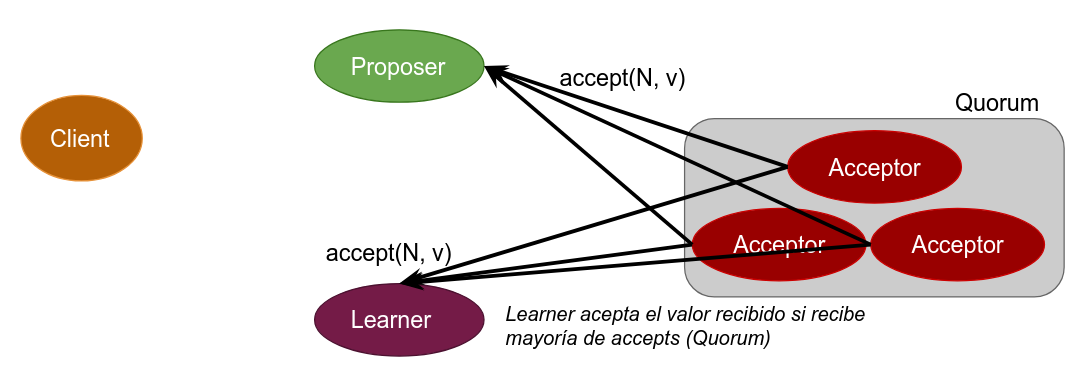 Proposer
accept(N, v)
Quorum
Client
Acceptor
Acceptor
Acceptor
accept(N, v)
Learner
Learner acepta el valor recibido si recibe
mayoría de accepts (Quorum)